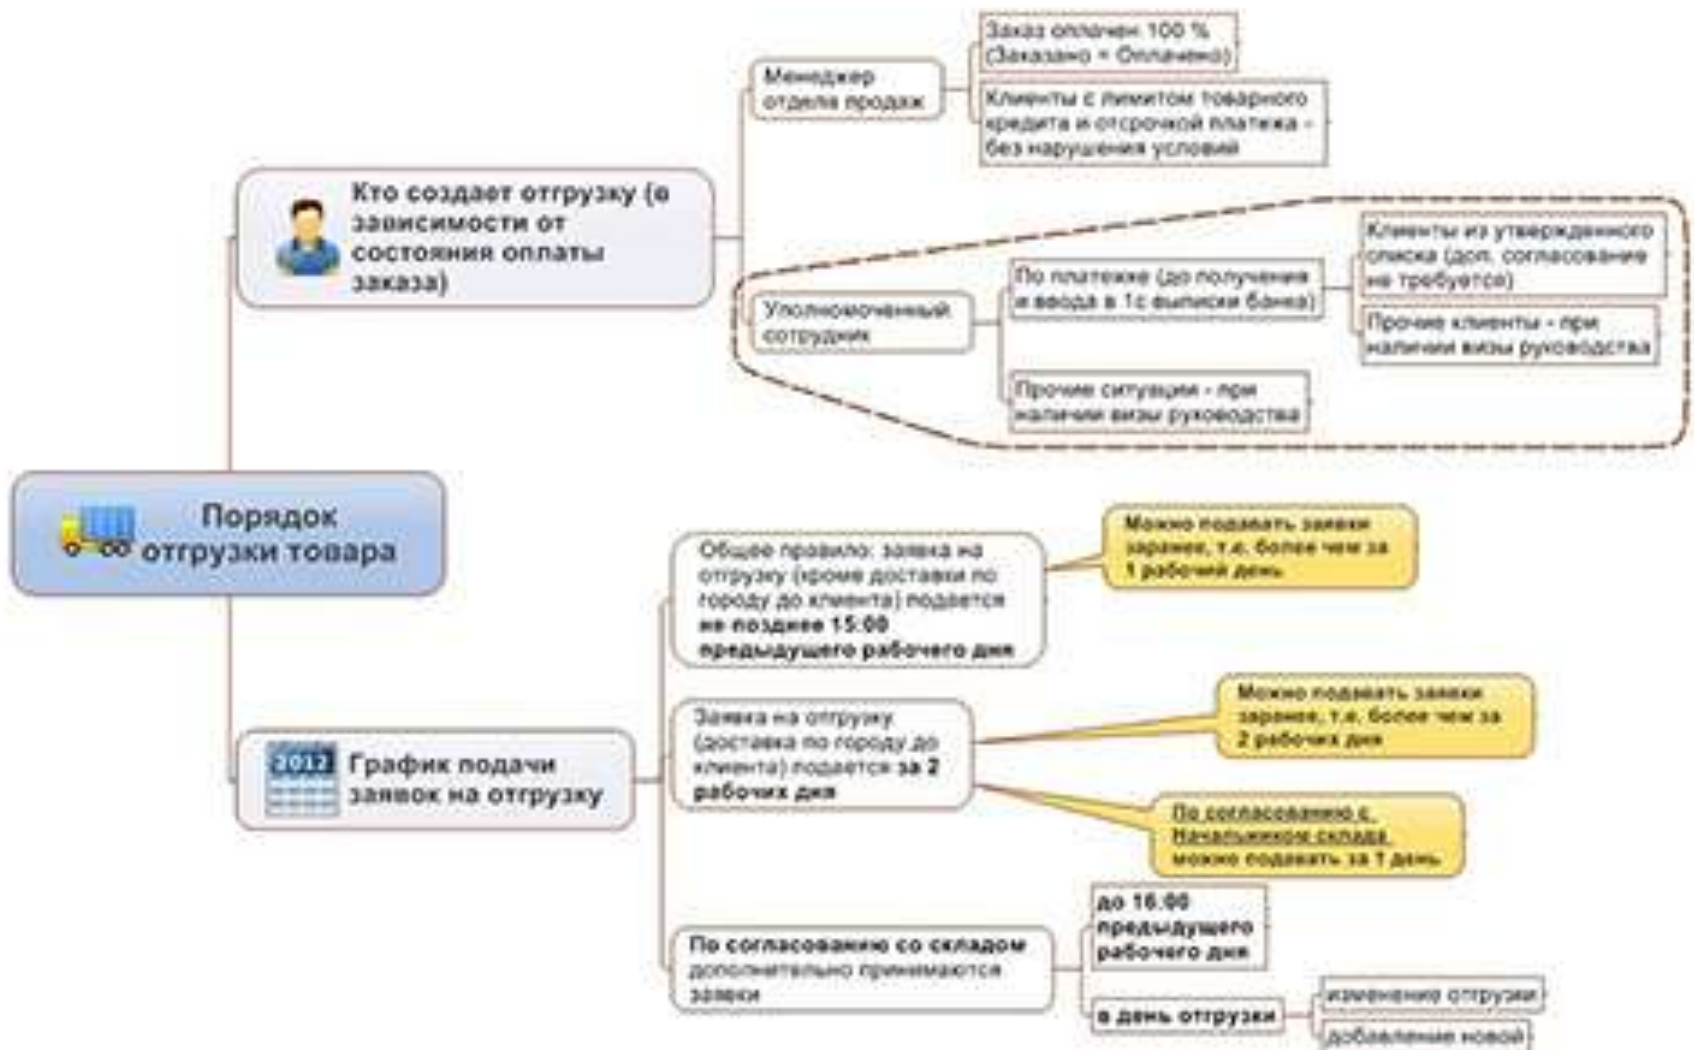 Порядок
отгрузки товара
Кто создает отгрузку (в
зависимости от
состояния оплаты
заказа)
Менеджер
отдела продаж
Заказ оплачен 100 %
(Заказано = Оплачено)
Клиенты с лимитом товарного
кредита и отсрочкой платежа -
без нарушения условий
Уполномоченный
сотрудник
По платежке (до получения
и ввода в 1с выписки банка)
Клиенты из утвержденного
списка (доп. согласование
не требуется)
Прочие клиенты - при
наличии визы руководства
Прочие ситуации - при
наличии визы руководства
2012
График подачи
заявок на отгрузку
Общее правило: заявка на
отгрузку (кроме доставки по
городу до клиента) подается
не позднее 15:00
предыдущего рабочего дня
Можно подавать заявки
заранее, т.е. более чем за
1 рабочий день
Заявка на отгрузку
(доставка по городу до
клиента) подается за 2
рабочих дня
Можно подавать заявки
заранее, т.е. более чем за
2 рабочих дня
По согласованию с
Начальником склада
можно подавать за 1 день
По согласованию со складом
дополнительно принимаются
заявки
до 16:00
предыдущего
рабочего дня
в день отгрузки
изменение отгрузки
добавление новой